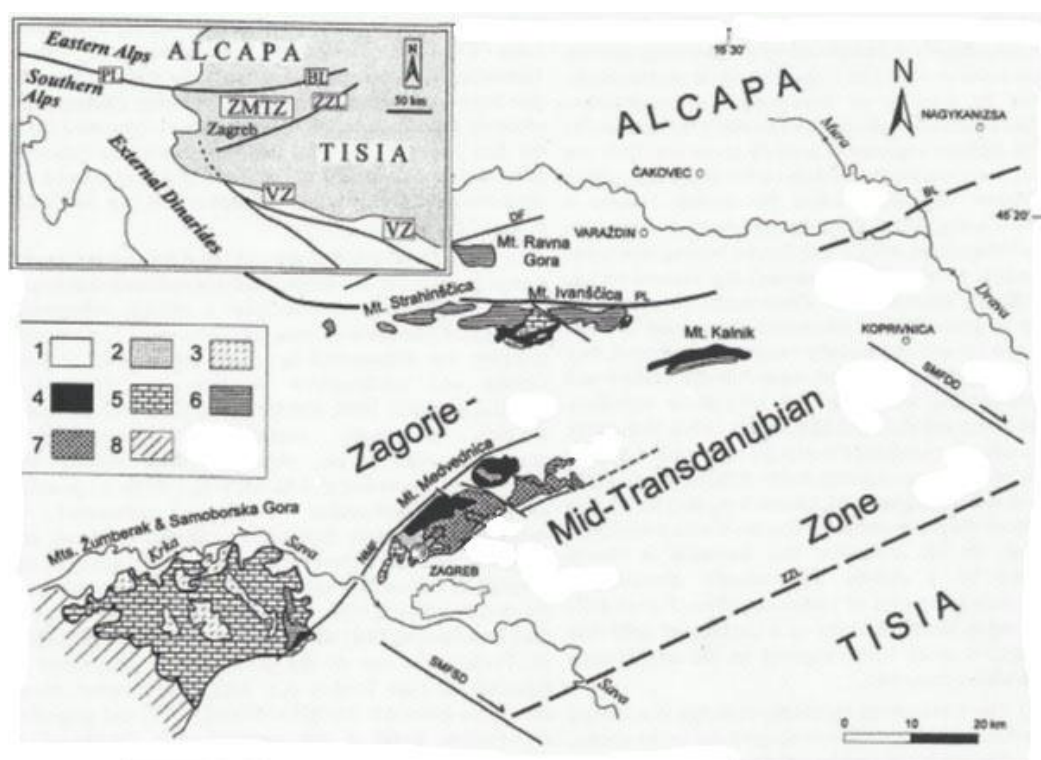 Eastern Alps
ALCAPA
N
PL
BL
50 km
Southern
Alps
ZMTZ
ZZL
Zagreb
TISIA
External Dinarides
VZ
VZ
16 30'
N
ALCAPA
NAGYKANIZSA
Mura
ČAKOVEC
BL
46 20'
DF
VARAŽDIN
Mt. Ravna
Gora
Drava
Mt. Strahinščica
Mt. Ivanščica
PL
Mt. Kalnik
KOPRIVNICA
SMFDD
1
2
3
4
5
6
7
8
Zagorje -
Mid-Transdanubian
Zone
Mt. Medvednica
NMF
ZAGREB
Mts. Žumberak & Samoborska Gora
Krka
Sava
ZZL
TISIA
SMFSD
Sava
0
10
20 km